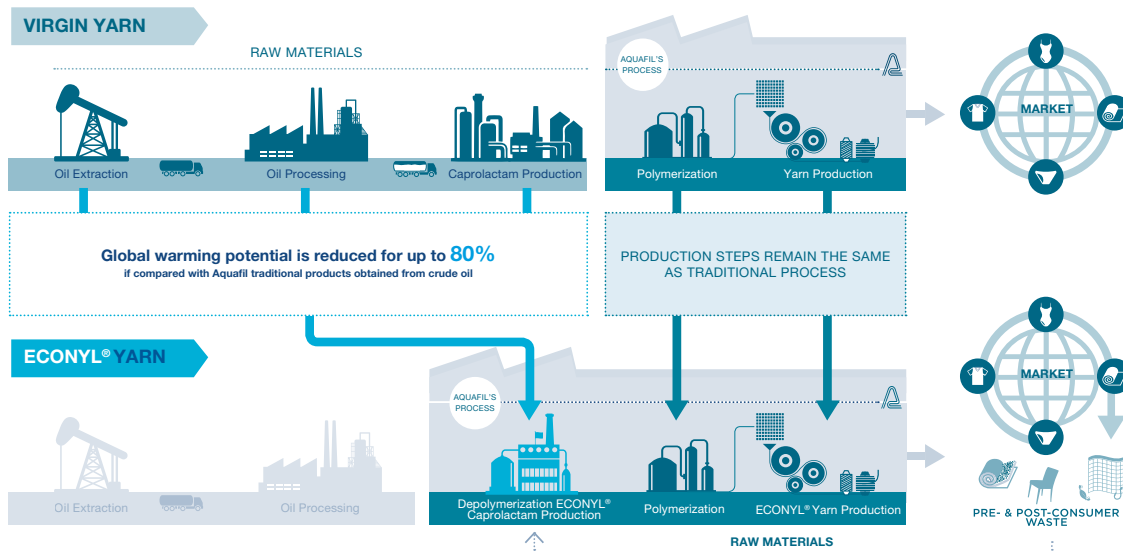 VIRGIN YARN
RAW MATERIALS
AQUAFIL'S
PROCESS
MARKET
Oil Extraction
Oil Processing
Caprolactam Production
Polymerization
Yarn Production
Global warming potential is reduced for up to 80%
if compared with Aquafil traditional products obtained from crude oil
PRODUCTION STEPS REMAIN THE SAME
AS TRADITIONAL PROCESS
ECONYL® YARN
AQUAFIL'S
PROCESS
MARKET
Oil Extraction
Oil Processing
Depolymerization ECONYL®
Caprolactam Production
Polymerization
ECONYL® Yarn Production
PRE- & POST-CONSUMER
WASTE
RAW MATERIALS